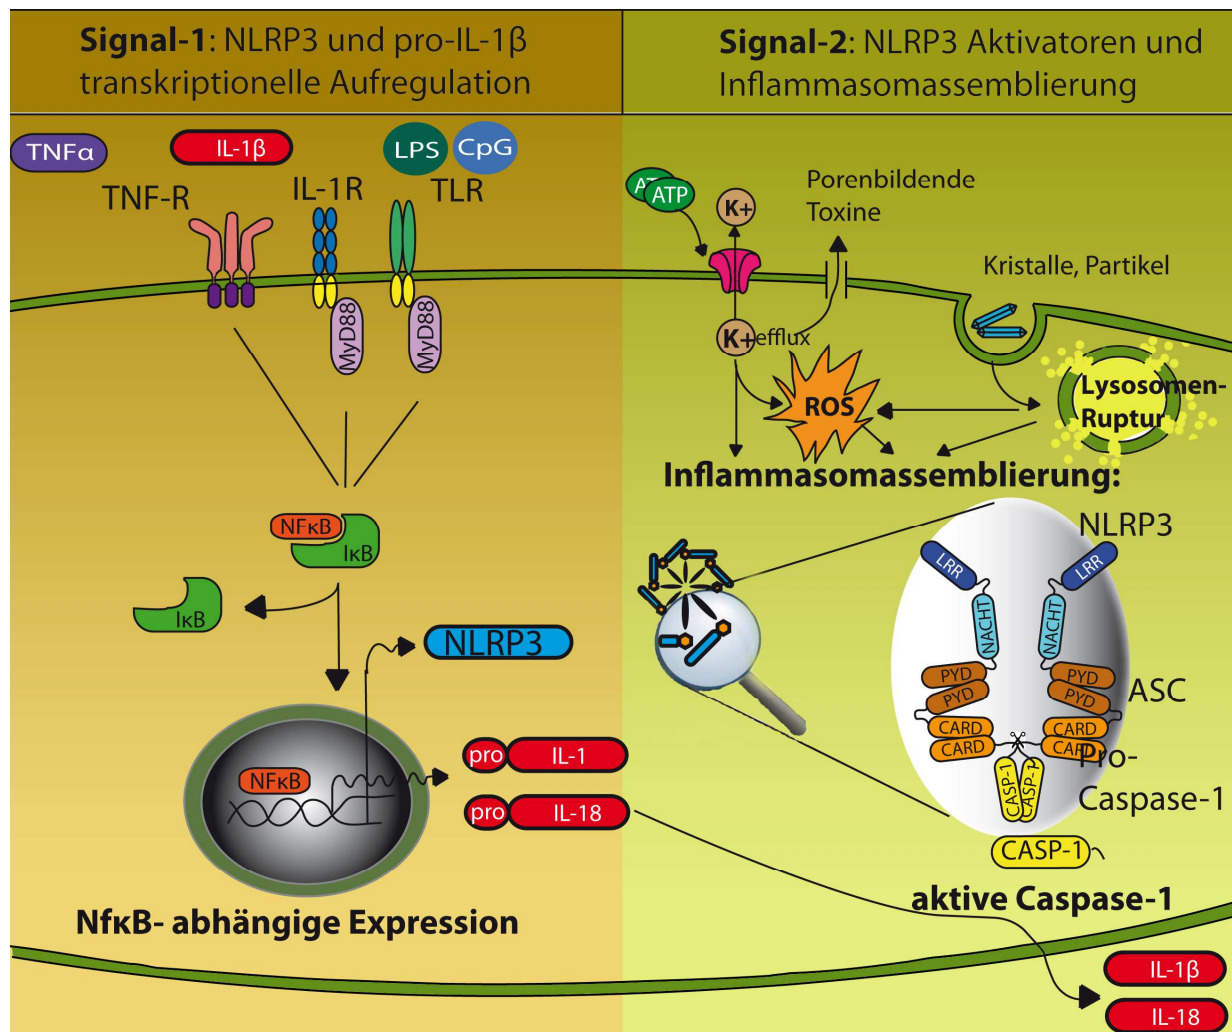 Signal-1: NLRP3 und pro-IL-1β
transkriptionelle Aufregulation
TNFα
IL-1β
LPS
CpG
TNF-R
IL-1R
TLR
MyD88
MyD88
NFκB
IκB
IκB
NLRP3
NFκB
pro
IL-1
pro
IL-18
NfκB- abhängige Expression
Signal-2: NLRP3 Aktivatoren und
Inflammasomassemblierung
ATP
ATP
K+
Porenbildende
Toxine
Kristalle, Partikel
K+efflux
ROS
Lysosomen-
Ruptur
Inflammasomassemblierung:
NLRP3
LRR
LRR
NACHT
NACHT
PYD
PYD
PYD
PYD
ASC
CARD
CARD
CARD
CARD
Pro-
Caspase-1
CASP-1
CASP-1
CASP-1
aktive Caspase-1
IL-1β
IL-18